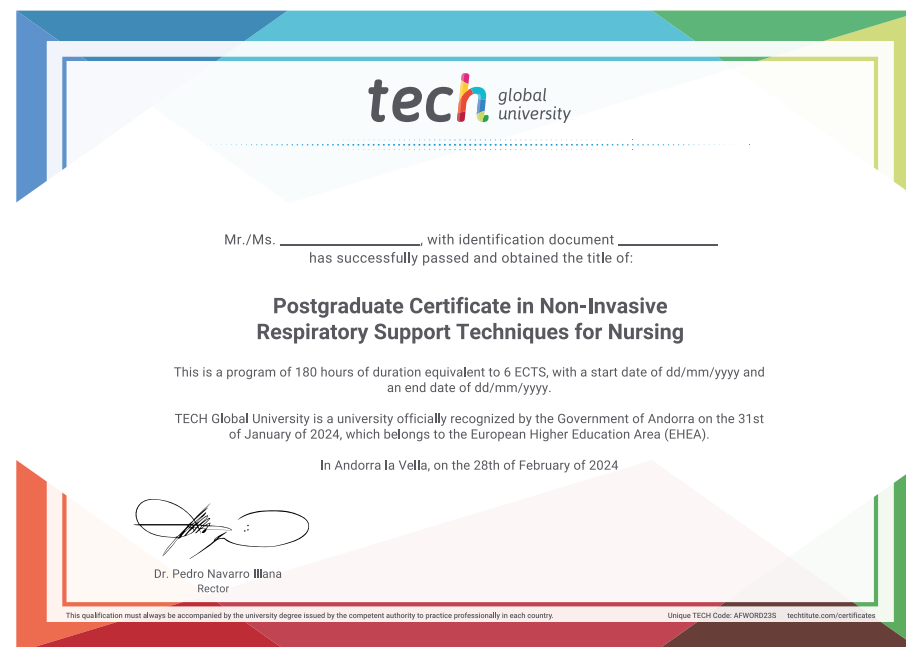 tech global
university
Mr./Ms. ____________, with identification document ____________
has successfully passed and obtained the title of:
Postgraduate Certificate in Non-Invasive
Respiratory Support Techniques for Nursing
This is a program of 180 hours of duration equivalent to 6 ECTS, with a start date of dd/mm/yyyy and
an end date of dd/mm/yyyy.
TECH Global University is a university officially recognized by the Government of Andorra on the 31st
of January of 2024, which belongs to the European Higher Education Area (EHEA).
In Andorra la Vella, on the 28th of February of 2024
Dr. Pedro Navarro Illana
Rector
This qualification must always be accompanied by the university degree issued by the competent authority to practice professionally in each country.
Unique TECH Code: AFWORD23S techtitute.com/certificates